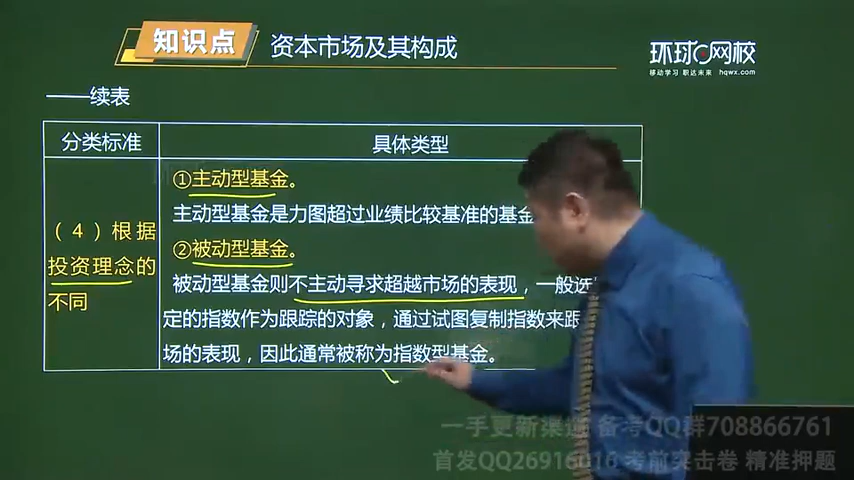 知识点
资本市场及其构成
环球网校
移动学习 职达未来 hqwx.com
——续表
分类标准
具体类型
（4）根据
投资理念的
不同
①主动型基金。
主动型基金是力图超过业绩比较基准的基金
②被动型基金。
被动型基金则不主动寻求超越市场的表现，一般选
定的指数作为跟踪的对象，通过试图复制指数来跟
场的表现，因此通常被称为指数型基金。
一手更新渠道 备考QQ群708866761
首发QQ26916016 考前突击卷 精准押题